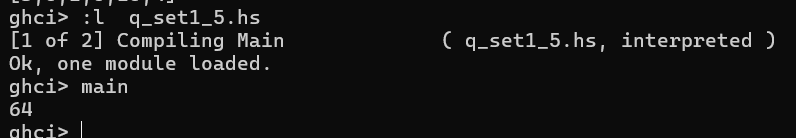 ghci> :l  q_set1_5.hs
[1 of 2] Compiling Main             ( q_set1_5.hs, interpreted )
Ok, one module loaded.
ghci> main
64
ghci>